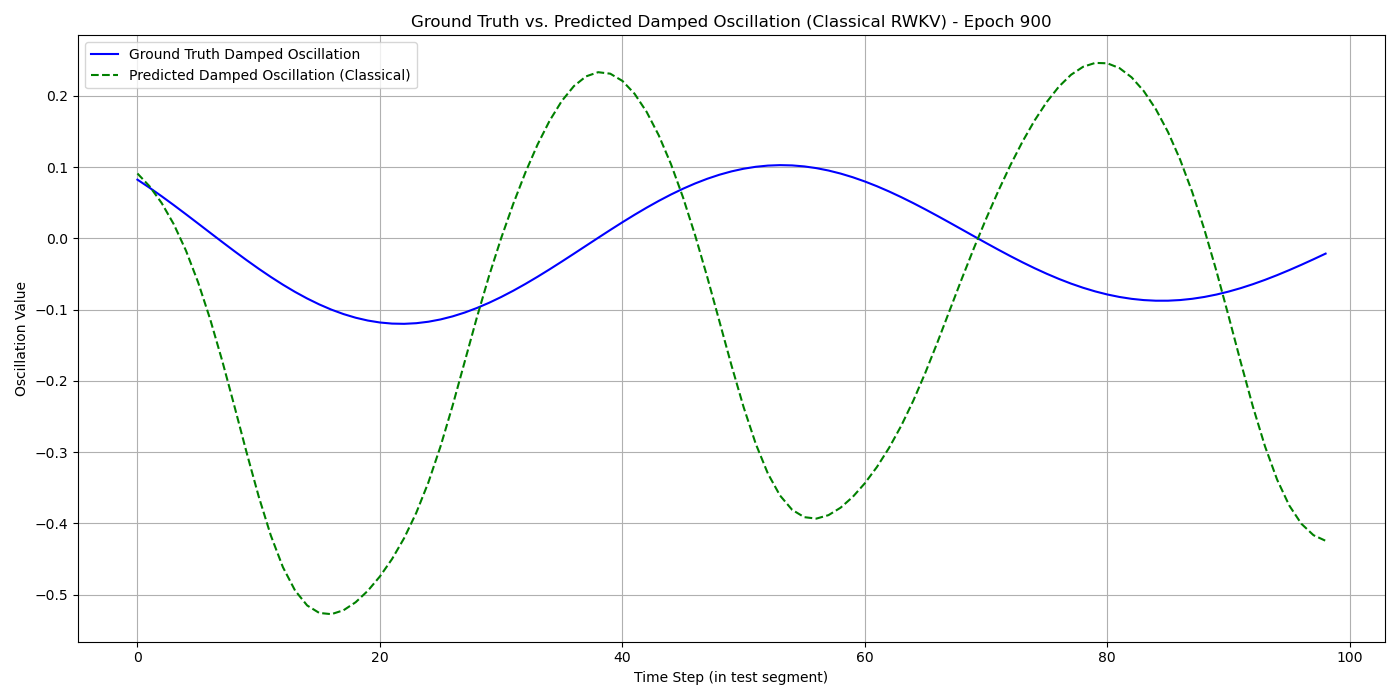 Ground Truth vs. Predicted Damped Oscillation (Classical RWKV) - Epoch 900
Ground Truth Damped Oscillation
Predicted Damped Oscillation (Classical)
Oscillation Value
0.2
0.1
0.0
−0.1
−0.2
−0.3
−0.4
−0.5
0 20 40 60 80 100
Time Step (in test segment)